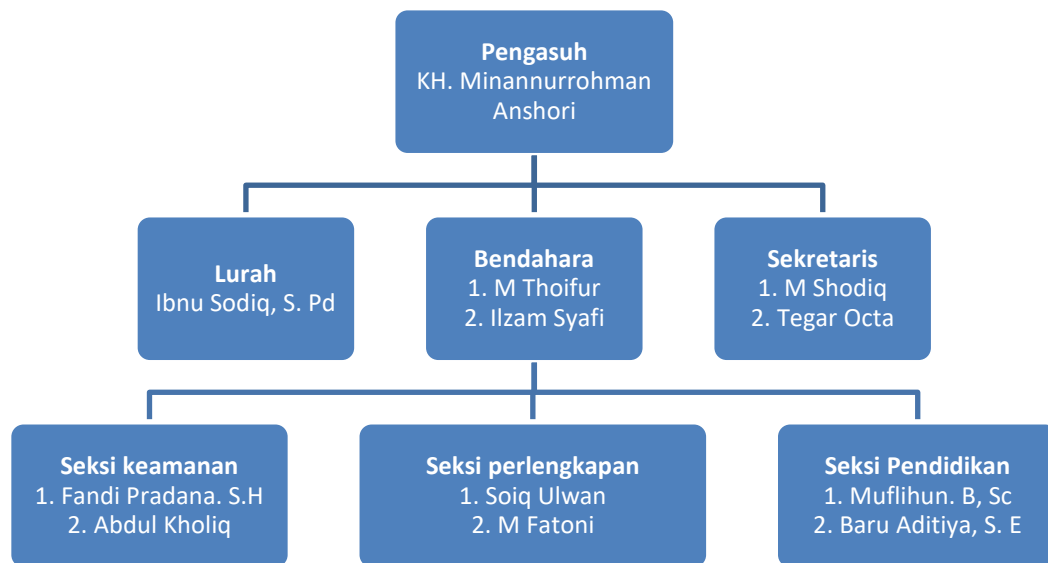 Pengasuh
KH. Minannurrohman
Anshori
Lurah
Ibnu Sodiq, S. Pd
Bendahara
1. M Thoifur
2. Ilzam Syafi
Sekretaris
1. M Shodiq
2. Tegar Octa
Seksi keamanan
1. Fandi Pradana. S.H
2. Abdul Kholiq
Seksi perlengkapan
1. Soiq Ulwan
2. M Fatoni
Seksi Pendidikan
1. Muflihun. B, Sc
2. Baru Aditiya, S. E